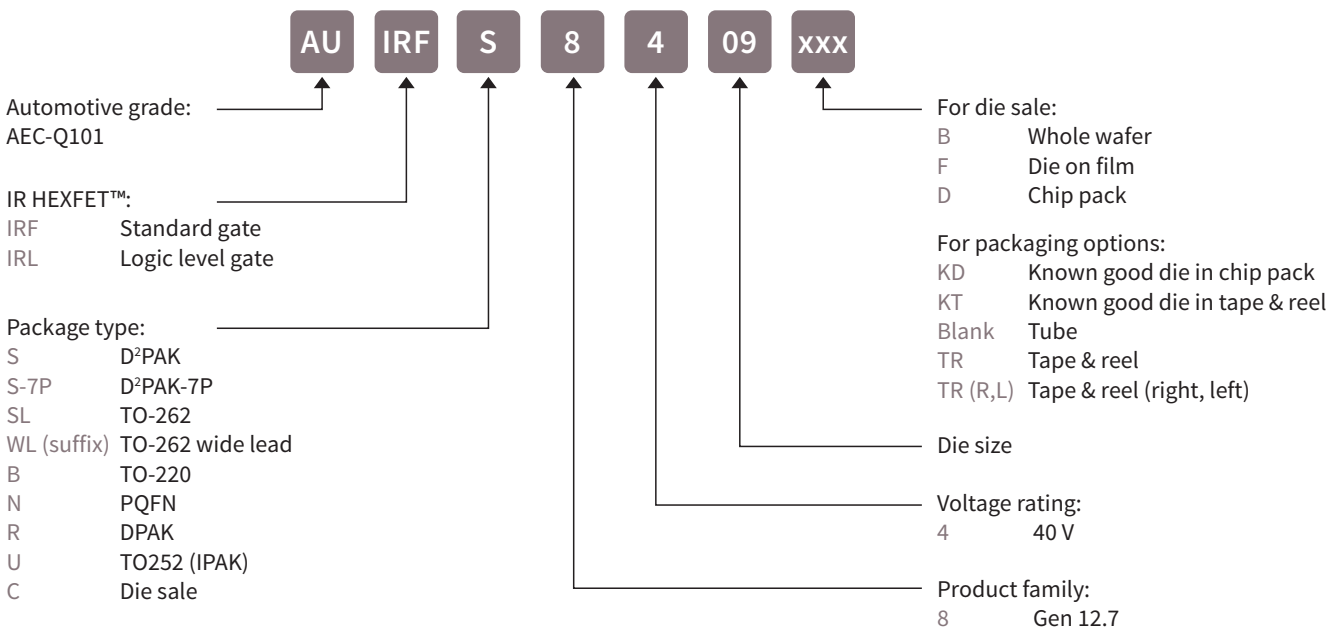 AU IRF S 8 4 09 xxx
Automotive grade:
AEC-Q101
IR HEXFET™:
IRF Standard gate
IRL Logic level gate
Package type:
S D²PAK
S-7P D²PAK-7P
SL TO-262
WL (suffix) TO-262 wide lead
B TO-220
N PQFN
R DPAK
U TO252 (IPAK)
C Die sale
For die sale:
B Whole wafer
F Die on film
D Chip pack
For packaging options:
KD Known good die in chip pack
KT Known good die in tape & reel
Blank Tube
TR Tape & reel
TR (R,L) Tape & reel (right, left)
Die size
Voltage rating:
4 40 V
Product family:
8 Gen 12.7